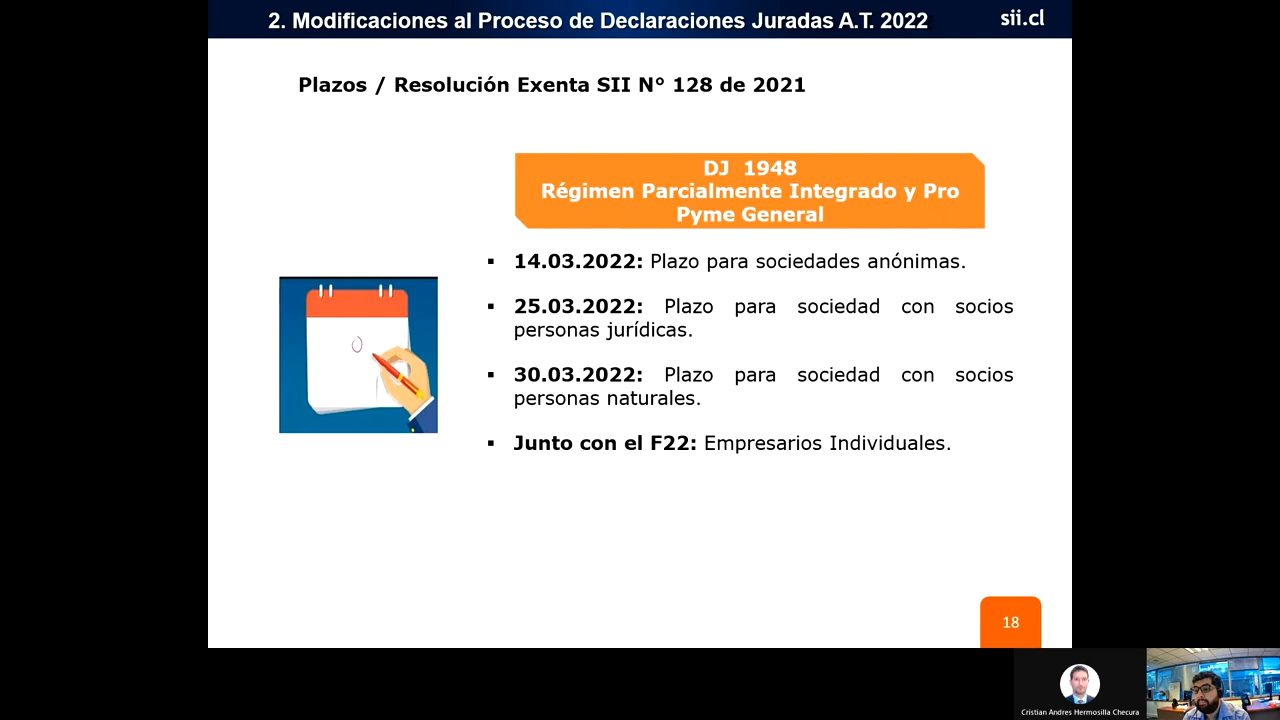 2. Modificaciones al Proceso de Declaraciones Juradas A.T. 2022
sii.cl
Plazos / Resolución Exenta SII N° 128 de 2021
DJ 1948
Régimen Parcialmente Integrado y Pro
Pyme General
▪ 14.03.2022: Plazo para sociedades anónimas.
▪ 25.03.2022: Plazo para sociedad con socios
personas jurídicas.
▪ 30.03.2022: Plazo para sociedad con socios
personas naturales.
▪ Junto con el F22: Empresarios Individuales.
18
Cristian Andres Hermosilla Checura